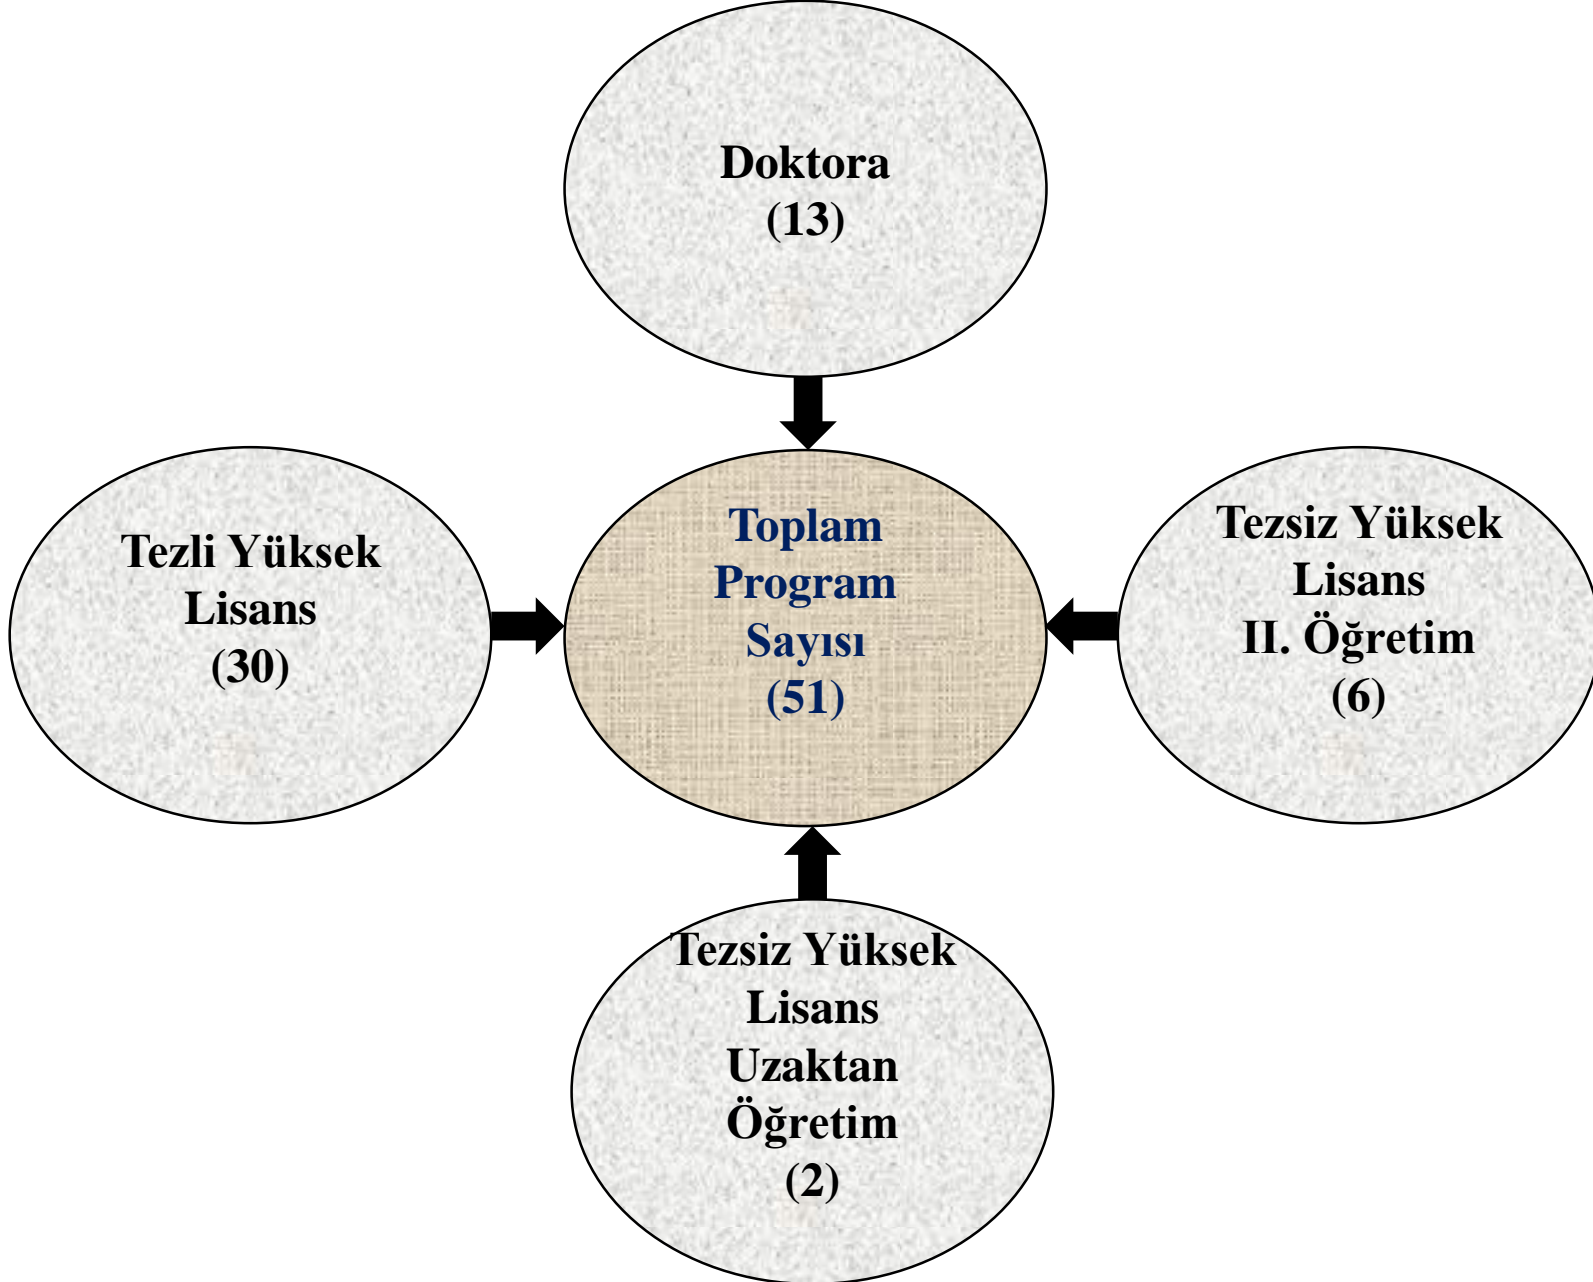 Doktora
(13)
Tezli Yüksek
Lisans
(30)
Toplam
Program
Sayısı
(51)
Tezsiz Yüksek
Lisans
II. Öğretim
(6)
Tezsiz Yüksek
Lisans
Uzaktan
Öğretim
(2)